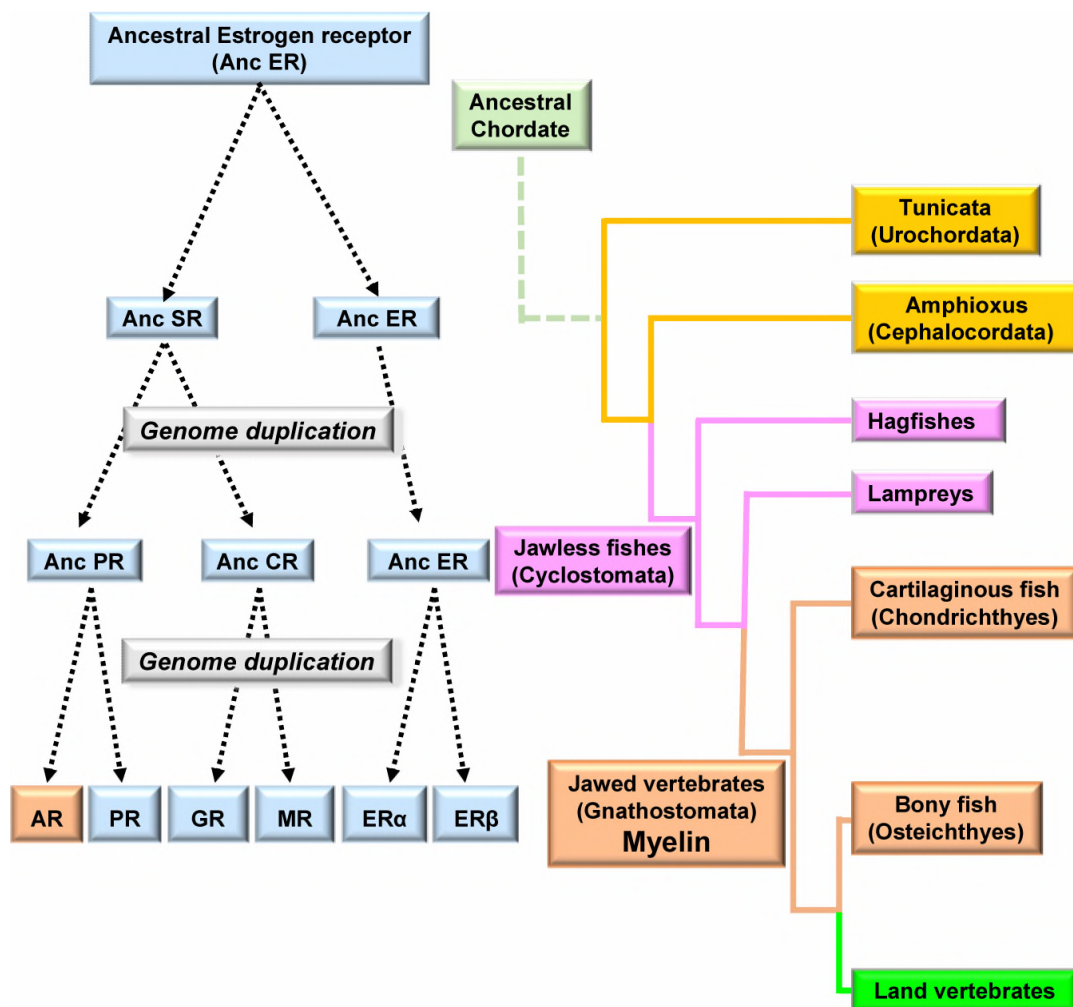 Ancestral Estrogen receptor
(Anc ER)
Ancestral
Chordate
Tunicata
(Urochordata)
Anc SR
Anc ER
Amphioxus
(Cephalocordata)
Genome duplication
Hagfishes
Lampreys
Anc PR
Anc CR
Anc ER
Jawless fishes
(Cyclostomata)
Cartilaginous fish
(Chondrichthyes)
Genome duplication
AR
PR
GR
MR
ERα
ERβ
Jawed vertebrates
(Gnathostomata)
Myelin
Bony fish
(Osteichthyes)
Land vertebrates